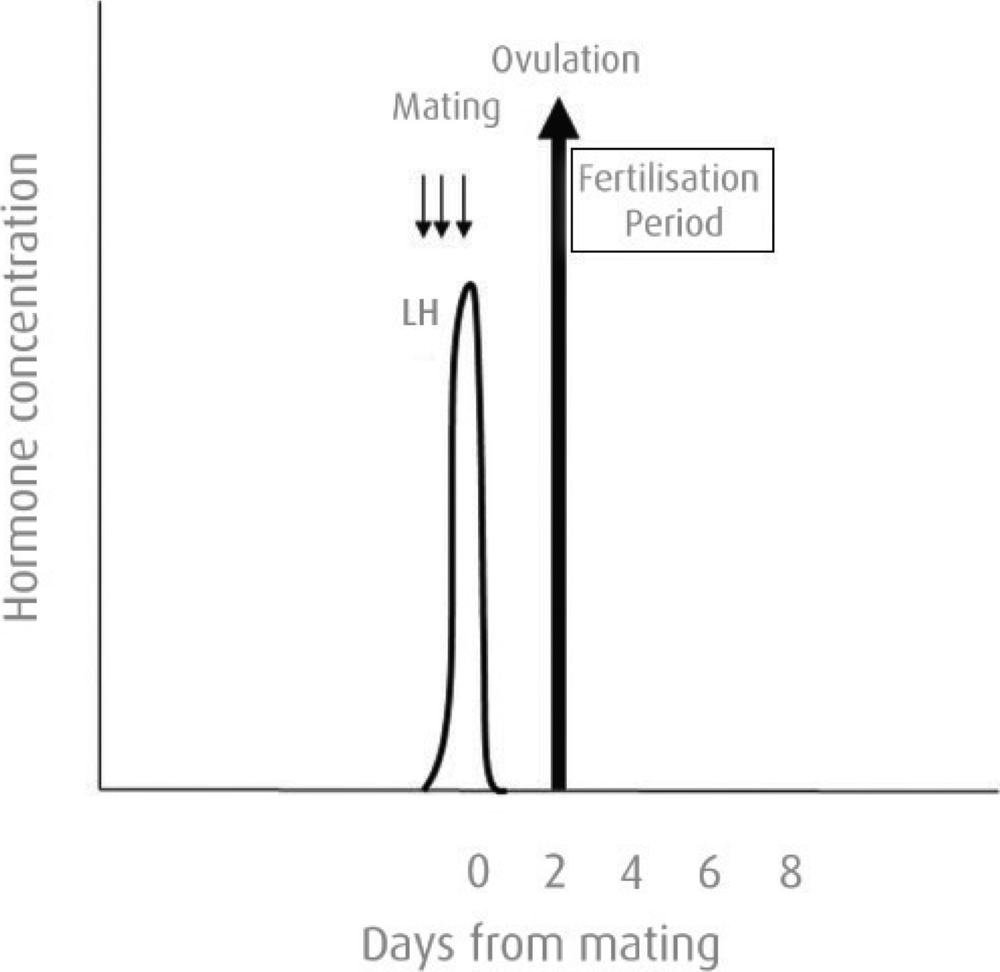 Ovulation
Mating
Fertilisation
Period
LH
Hormone concentration
0 2 4 6 8
Days from mating